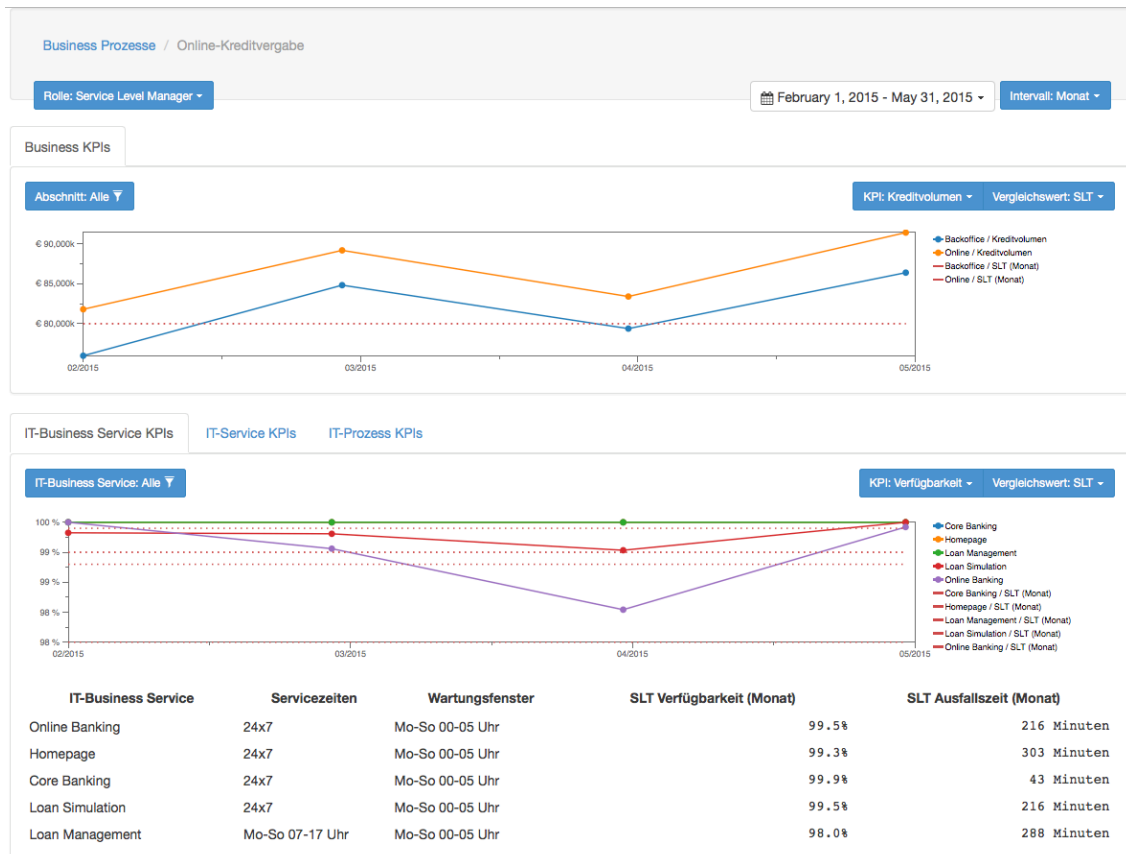 Business Prozesse / Online-Kreditvergabe
Rolle: Service Level Manager
February 1, 2015 - May 31, 2015
Intervall: Monat
Business KPIs
Abschnitt: Alle
KPI: Kreditvolumen
Vergleichswert: SLT
€ 90,000k
€ 85,000k
€ 80,000k
02/2015 03/2015 04/2015 05/2015
Backoffice / Kreditvolumen
Online / Kreditvolumen
Backoffice / SLT (Monat)
Online / SLT (Monat)
IT-Business Service KPIs
IT-Service KPIs
IT-Prozess KPIs
IT-Business Service: Alle
KPI: Verfügbarkeit
Vergleichswert: SLT
100 %
99 %
99 %
98 %
98 %
02/2015 03/2015 04/2015 05/2015
Core Banking
Homepage
Loan Management
Loan Simulation
Online Banking
Core Banking / SLT (Monat)
Homepage / SLT (Monat)
Loan Management / SLT (Monat)
Loan Simulation / SLT (Monat)
Online Banking / SLT (Monat)
IT-Business Service Servicezeiten Wartungsfenster SLT Verfügbarkeit (Monat) SLT Ausfallszeit (Monat)
Online Banking 24x7 Mo-So 00-05 Uhr 99.5% 216 Minuten
Homepage 24x7 Mo-So 00-05 Uhr 99.3% 303 Minuten
Core Banking 24x7 Mo-So 00-05 Uhr 99.9% 43 Minuten
Loan Simulation 24x7 Mo-So 00-05 Uhr 99.5% 216 Minuten
Loan Management Mo-So 07-17 Uhr Mo-So 00-05 Uhr 98.0% 288 Minuten